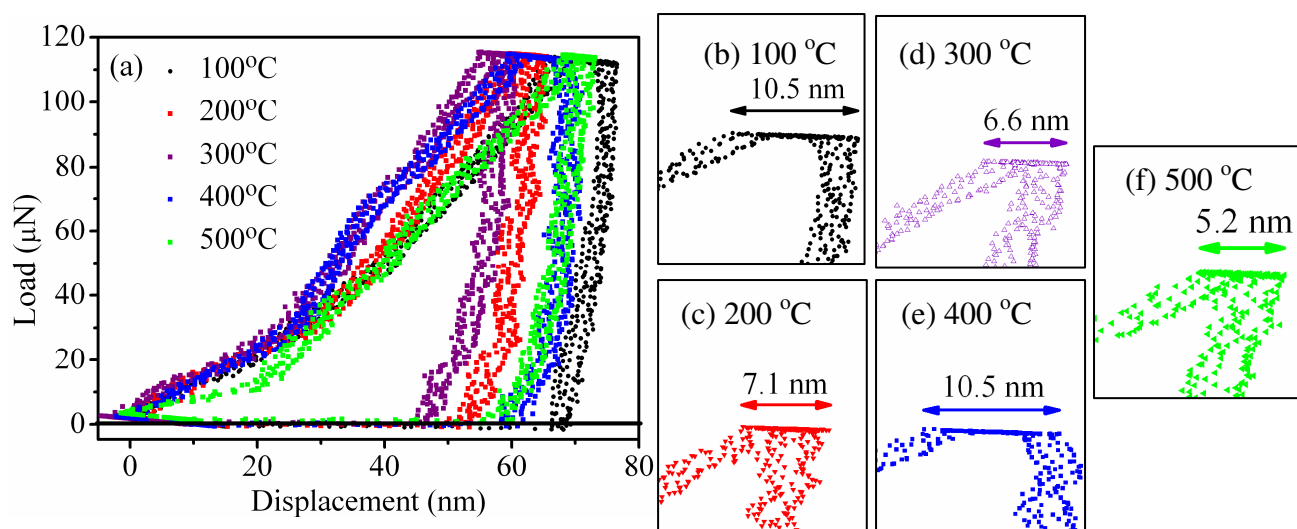 (a)
100°C
200°C
300°C
400°C
500°C
120
100
80
60
40
20
0
Load (μN)
0 20 40 60 80
Displacement (nm)
(b) 100 °C
10.5 nm
(c) 200 °C
7.1 nm
(d) 300 °C
6.6 nm
(e) 400 °C
10.5 nm
(f) 500 °C
5.2 nm